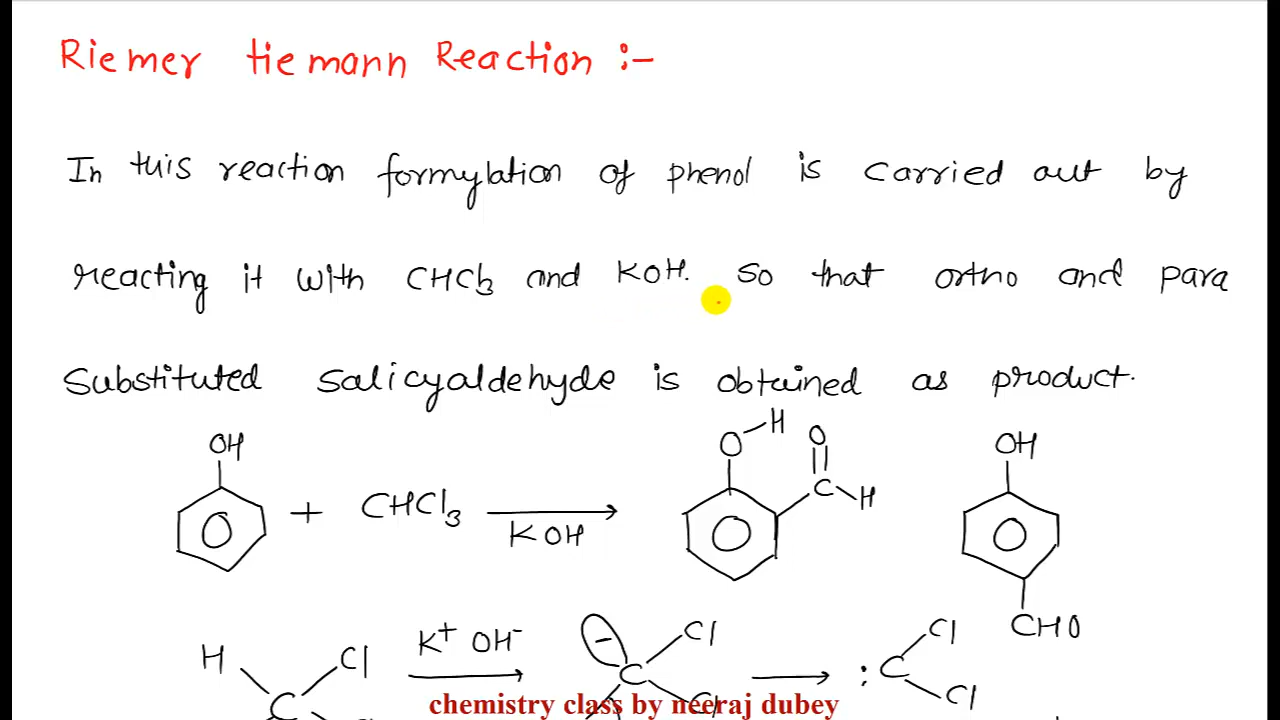 Riemer Tiemann Reaction :-
In this reaction formylation of phenol is carried out by
reacting it with CHCl3 and KOH. So that ortho and para
Substituted salicyaldehyde is obtained as product.
OH
O-H O
C-H
OH
+ CHCl3
KOH
CHO
H Cl
C
K+ OH-
- Cl
C
Cl
: C Cl
Cl
chemistry class by neeraj dubey